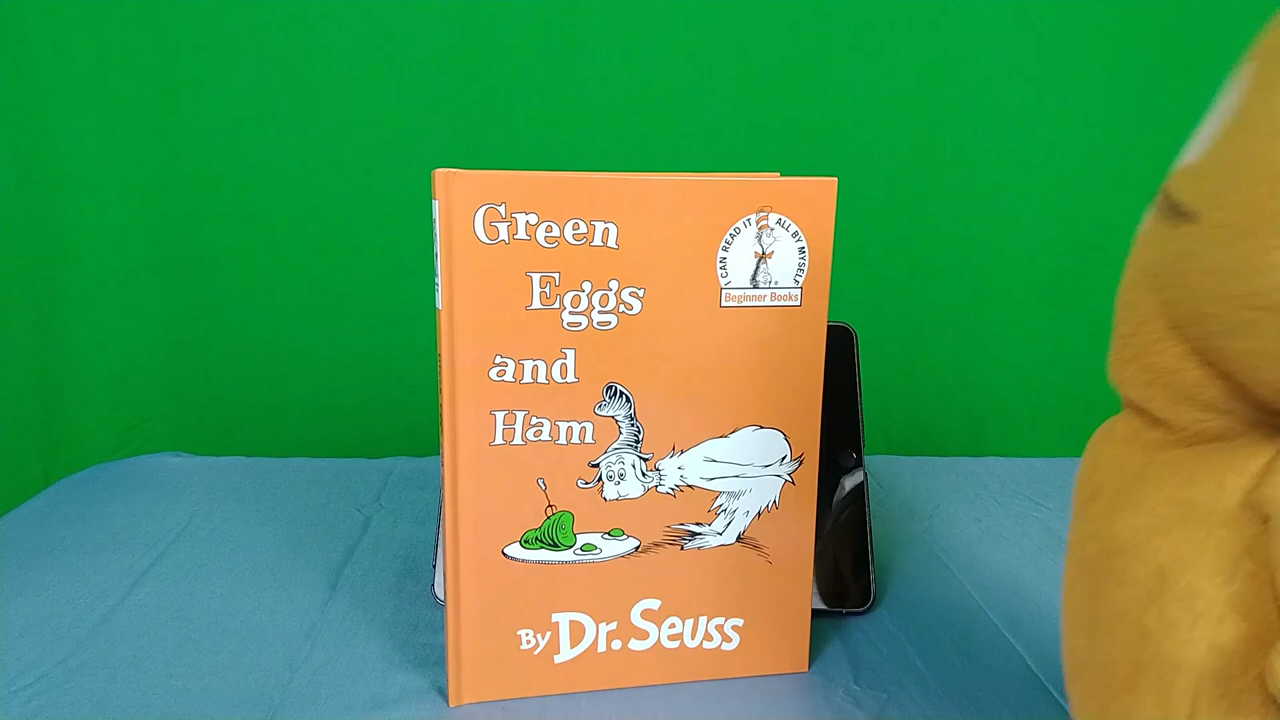 Green
Eggs
and
Ham
I CAN READ IT ALL BY MYSELF
Beginner Books
By Dr. Seuss